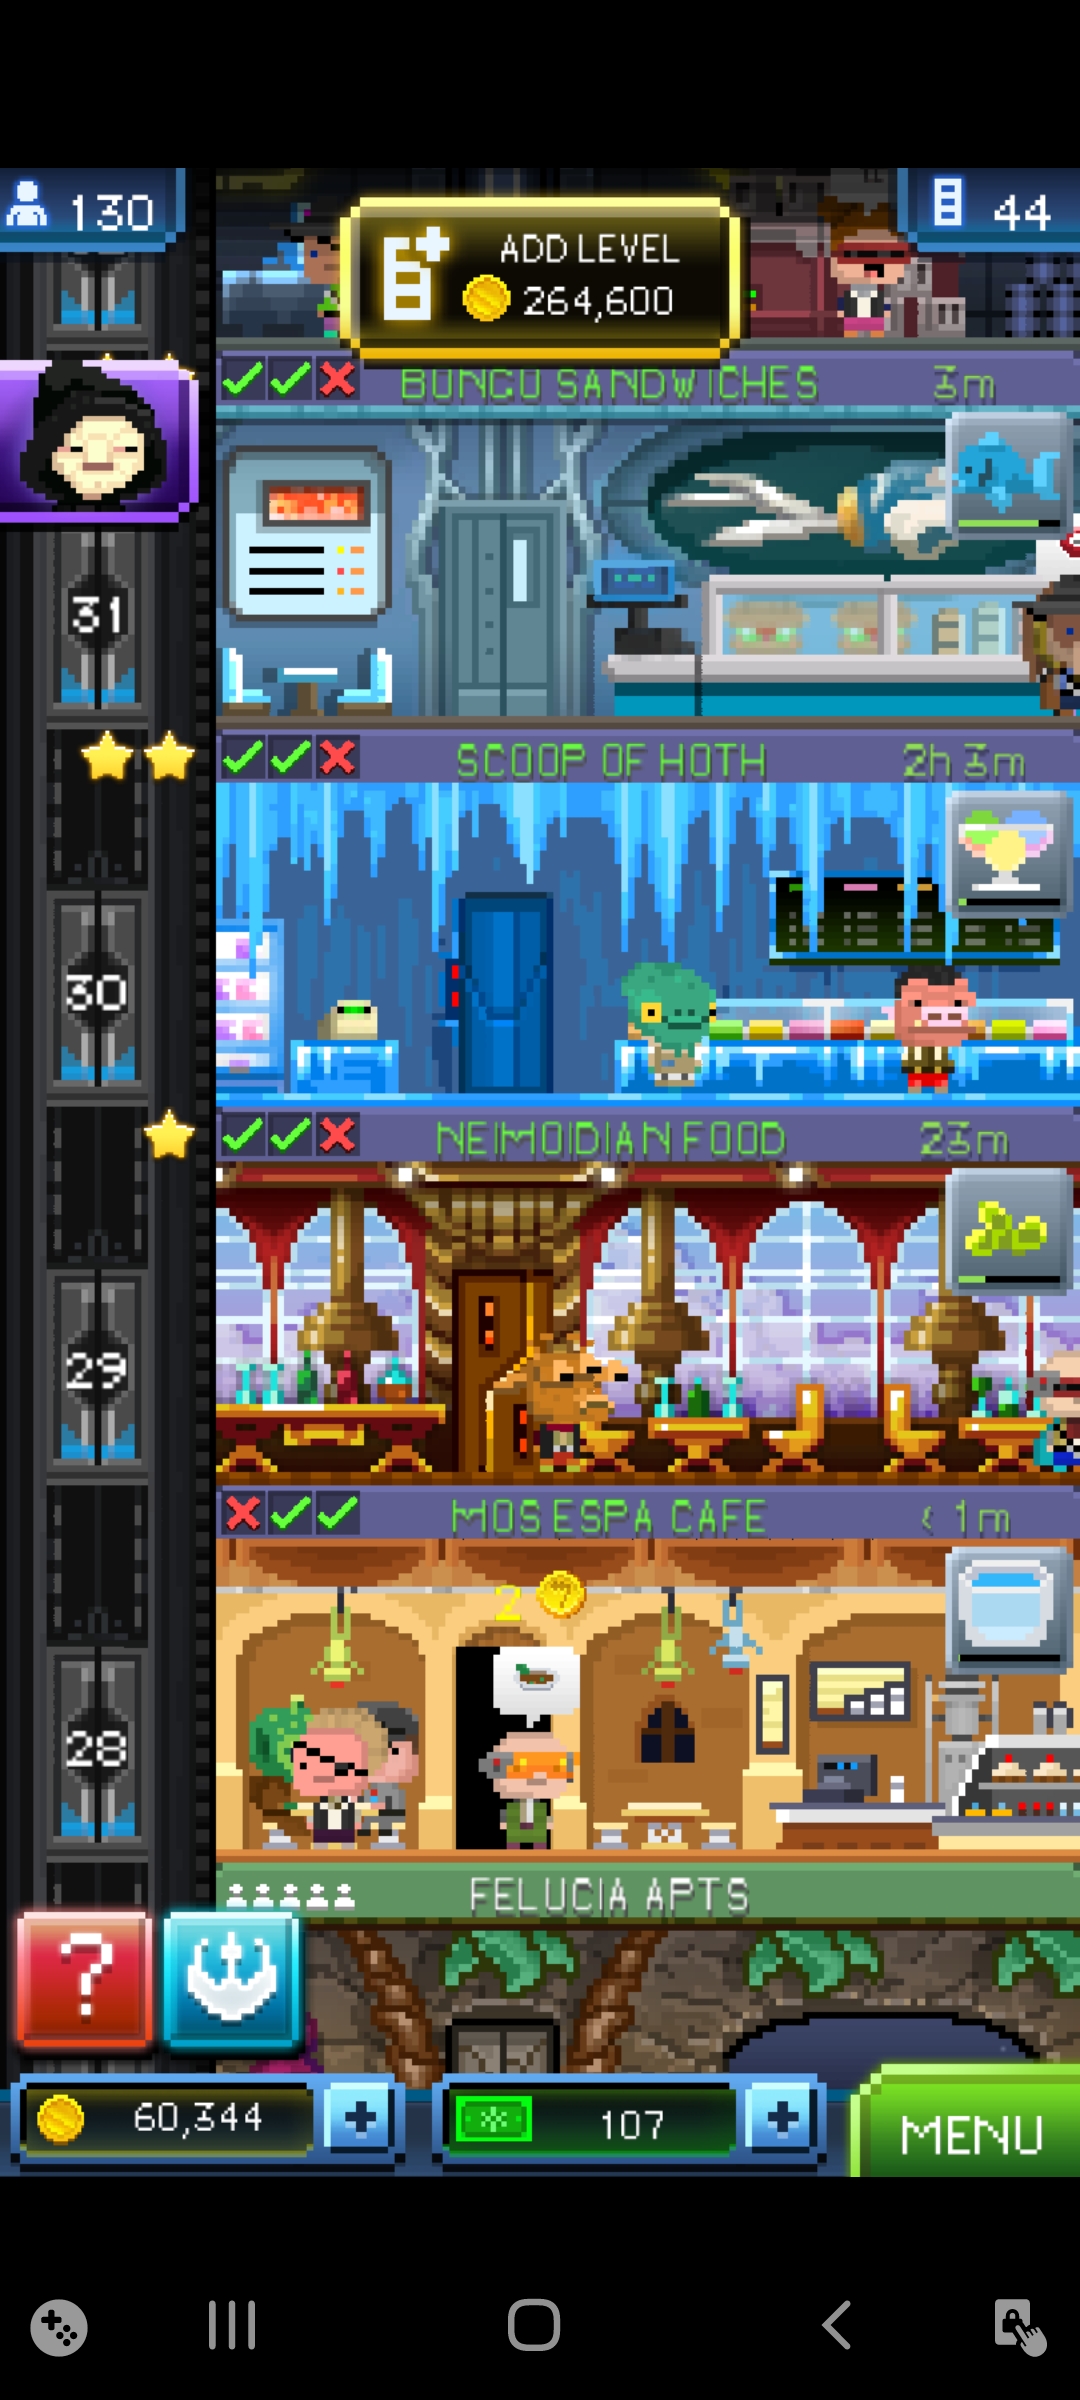 130
ADD LEVEL
264,600
44
BUNGU SANDWICHES 3m
31
SCOOP OF HOTH 2h 3m
30
NEIMOIDIAN FOOD 23m
29
MOS ESPA CAFE < 1m
2
28
FELUCIA APTS
?
60,344 +
107 +
MENU